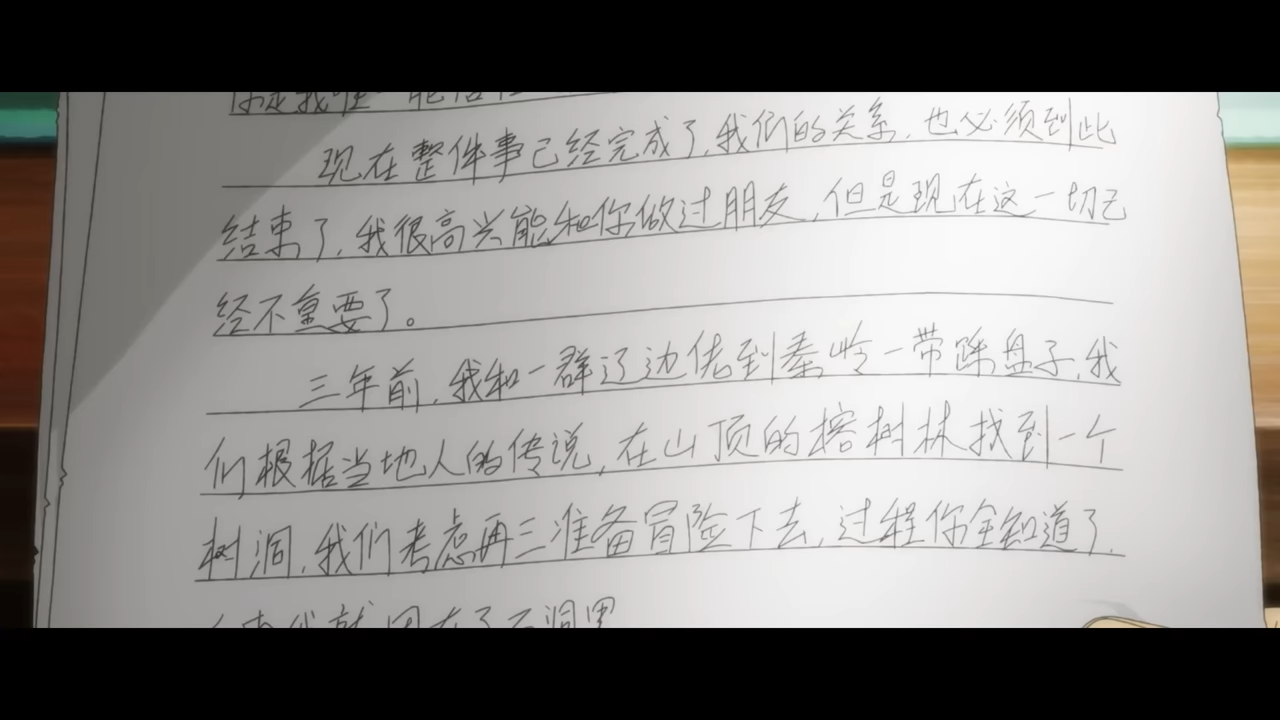 现在整件事已经完成了,我们的关系,也必须到此
结束了,我很高兴能和你做过朋友,但是现在这一切已
经不重要了。
三年前,我和一群辽边佬到秦岭一带踩盘子,我
们根据当地人的传说,在山顶的榕树林找到一个
树洞,我们考虑再三准备冒险下去,过程你全知道了,